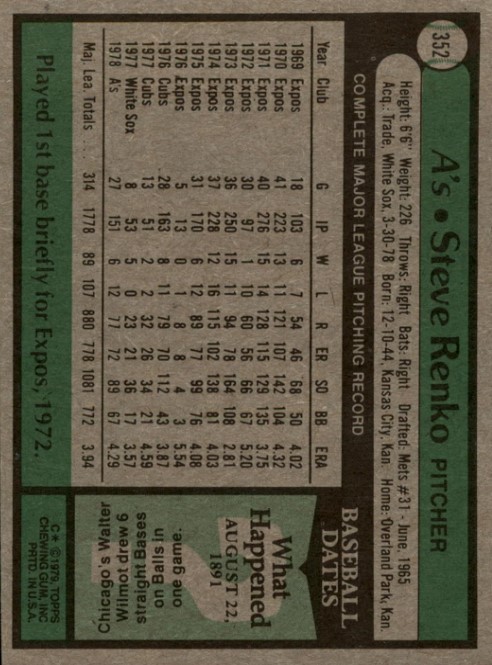 352
A's • Steve Renko PITCHER
Height: 6'6" Weight: 226 Throws: Right Bats: Right Drafted: Mets #31 - June, 1965
Acq.: Trade, White Sox, 3-30-78 Born: 12-10-44, Kansas City, Kan. Home: Overland Park, Kan.
COMPLETE MAJOR LEAGUE PITCHING RECORD
Year Club G IP W L R ER SO BB ERA
1969 Expos 18 103 6 7 54 46 68 50 4.02
1970 Expos 41 223 13 11 121 107 142 104 4.32
1971 Expos 40 276 15 14 128 115 129 135 3.75
1972 Expos 30 97 1 10 60 56 66 67 5.20
1973 Expos 36 250 15 11 94 78 164 108 2.81
1974 Expos 37 228 12 16 115 102 138 81 4.03
1975 Expos 31 170 6 12 89 77 99 76 4.08
1976 Expos 5 13 0 1 8 8 4 3 5.54
1976 Cubs 28 163 8 11 79 70 112 43 3.87
1977 Cubs 13 51 2 2 32 26 34 21 4.59
1977 White Sox 8 53 5 0 23 21 36 17 3.57
1978 A's 27 151 6 12 77 72 89 67 4.29
Maj. Lea. Totals . . . 314 1778 89 107 880 778 1081 772 3.94
Played 1st base briefly for Expos, 1972.
BASEBALL
DATES
What
Happened
AUGUST 22,
1891
Chicago's Walter
Wilmot drew 6
straight Bases
on Balls in
one game.
C* © 1979, TOPPS
CHEWING GUM, INC
PRTD. IN U.S.A.